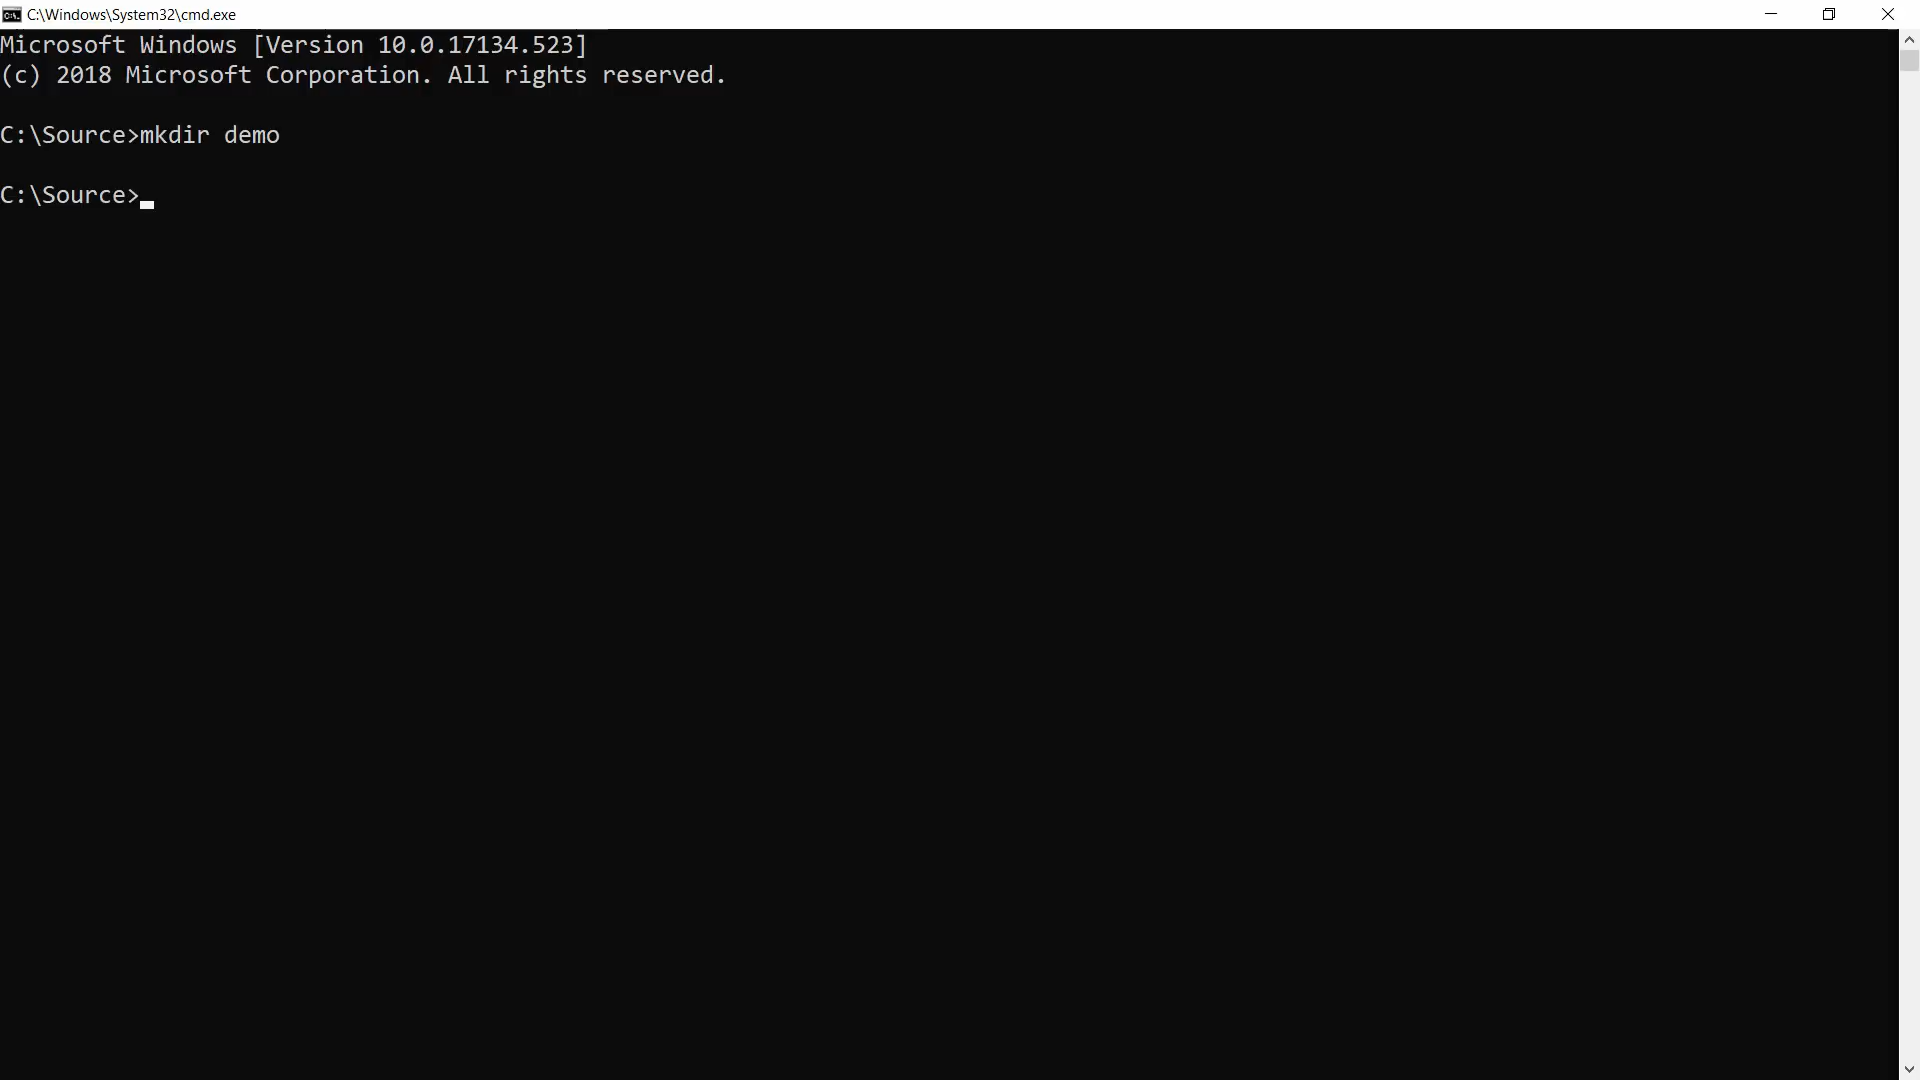 C:\Windows\System32\cmd.exe
Microsoft Windows [Version 10.0.17134.523]
(c) 2018 Microsoft Corporation. All rights reserved.
C:\Source>mkdir demo
C:\Source>